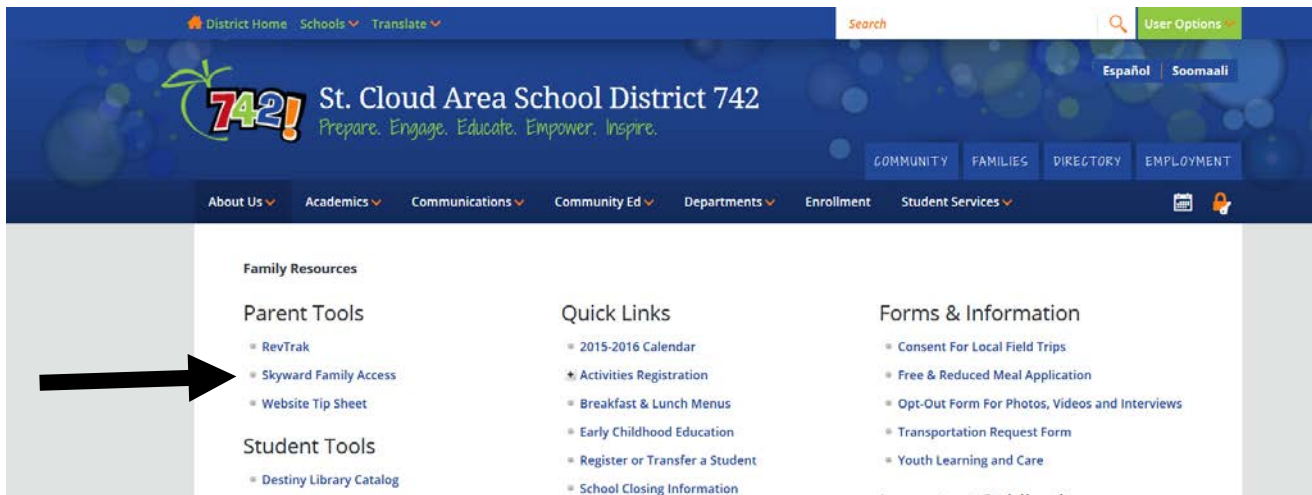 District Home Schools Translate
Search
User Options
Español Soomaali
742!
St. Cloud Area School District 742
Prepare. Engage. Educate. Empower. Inspire.
COMMUNITY FAMILIES DIRECTORY EMPLOYMENT
About Us Academics Communications Community Ed Departments Enrollment Student Services
Family Resources
Parent Tools
RevTrak
Skyward Family Access
Website Tip Sheet
Student Tools
Destiny Library Catalog
Quick Links
2015-2016 Calendar
Activities Registration
Breakfast & Lunch Menus
Early Childhood Education
Register or Transfer a Student
School Closing Information
Forms & Information
Consent For Local Field Trips
Free & Reduced Meal Application
Opt-Out Form For Photos, Videos and Interviews
Transportation Request Form
Youth Learning and Care